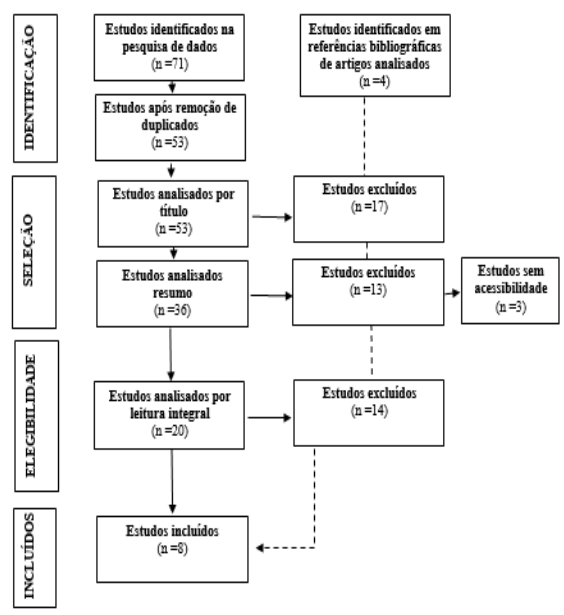 IDENTIFICAÇÃO
Estudos identificados na
pesquisa de dados
(n =71)
Estudos identificados em
referências bibliográficas
de artigos analisados
(n =4)
Estudos após remoção de
duplicados
(n =53)
SELEÇÃO
Estudos analisados por
título
(n =53)
Estudos excluídos
(n =17)
Estudos analisados
resumo
(n =36)
Estudos excluídos
(n =13)
Estudos sem
acessibilidade
(n =3)
ELEGIBILIDADE
Estudos analisados por
leitura integral
(n =20)
Estudos excluídos
(n =14)
INCLUÍDOS
Estudos incluídos
(n =8)